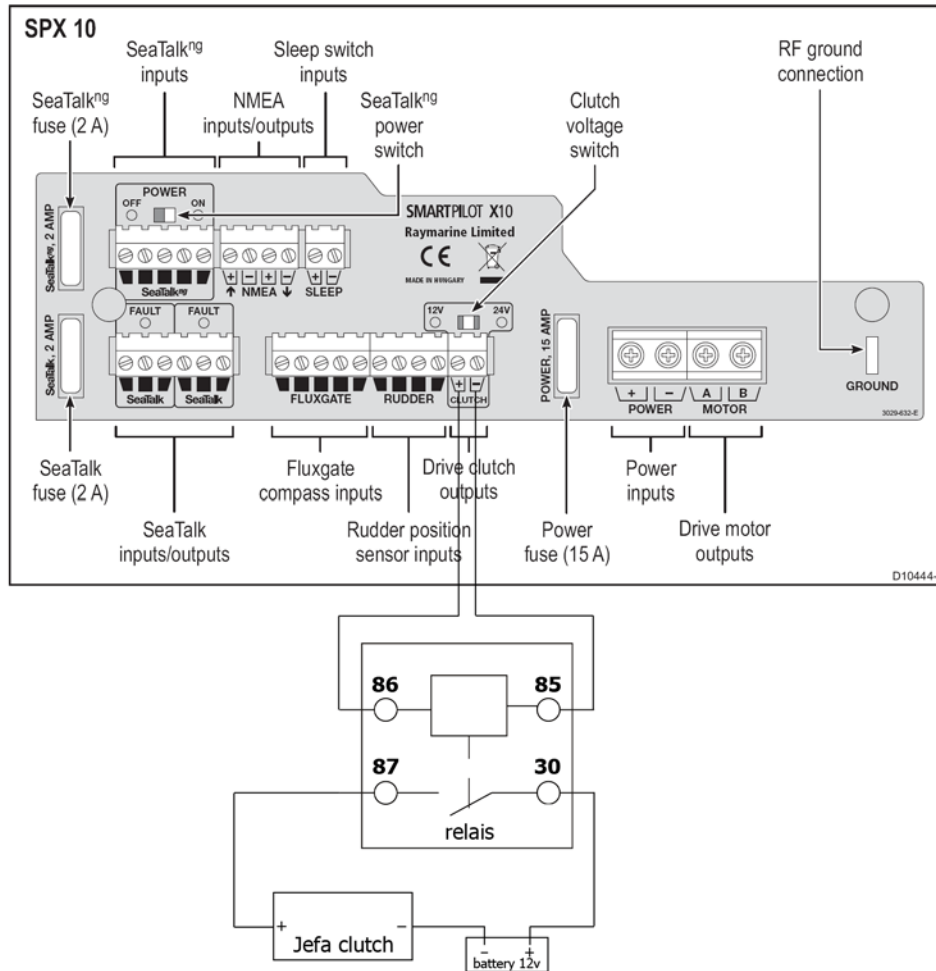 SPX 10
SeaTalkng
inputs
Sleep switch
inputs
RF ground
connection
SeaTalkng
fuse (2 A)
NMEA
inputs/outputs
SeaTalkng
power
switch
Clutch
voltage
switch
POWER
OFF ON
SeaTalkng, 2 AMP
SeaTalkng
+ − + −
↑ NMEA ↓
+ −
SLEEP
SMARTPILOT X10
Raymarine Limited
CE
MADE IN HUNGARY
12V 24V
SeaTalk, 2 AMP
FAULT FAULT
SeaTalk SeaTalk
FLUXGATE
RUDDER
+ −
CLUTCH
POWER, 15 AMP
+ − A B
POWER MOTOR
GROUND
3029-632-E
SeaTalk
fuse (2 A)
SeaTalk
inputs/outputs
Fluxgate
compass inputs
Rudder position
sensor inputs
Drive clutch
outputs
Power
fuse (15 A)
Power
inputs
Drive motor
outputs
D10444-
86 85
87 30
relais
+ −
Jefa clutch
− +
battery 12v